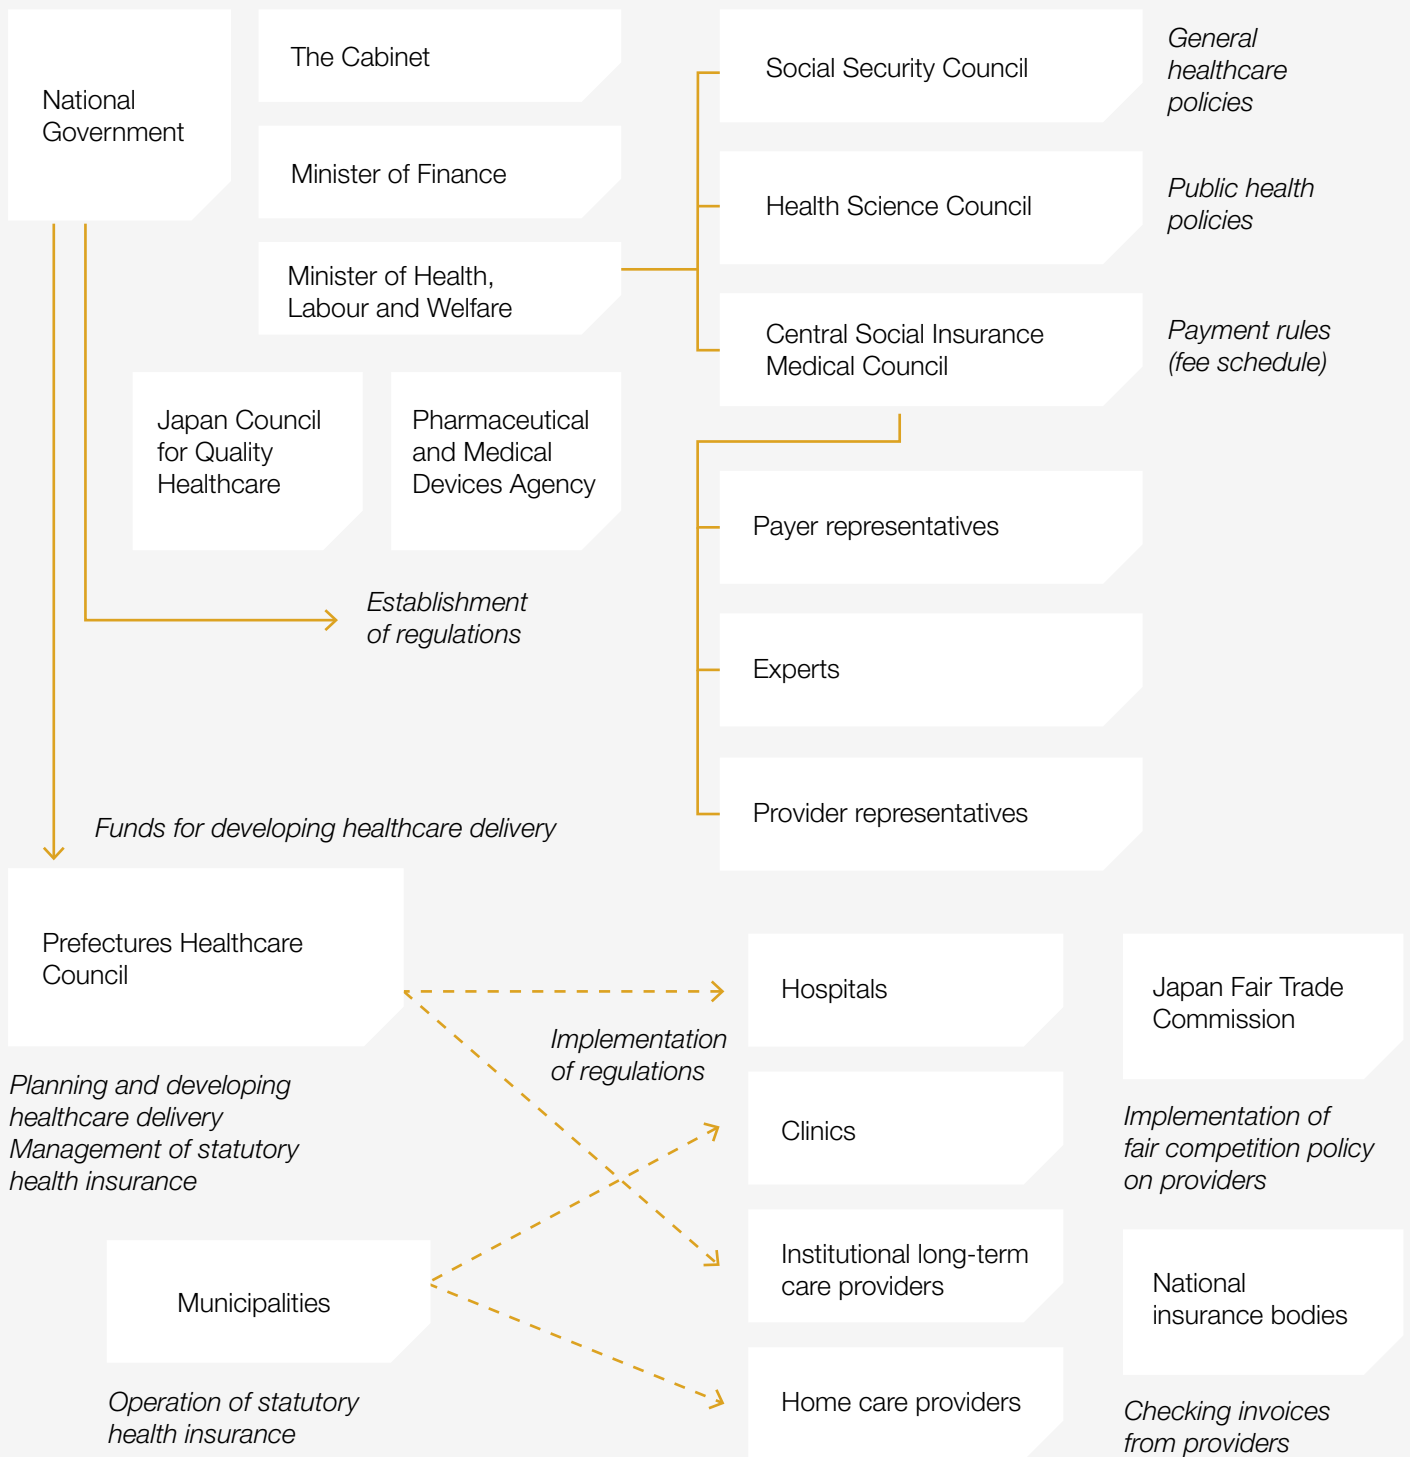 National
Government
The Cabinet
Minister of Finance
Minister of Health,
Labour and Welfare
Social Security Council
General
healthcare
policies
Health Science Council
Public health
policies
Central Social Insurance
Medical Council
Payment rules
(fee schedule)
Japan Council
for Quality
Healthcare
Pharmaceutical
and Medical
Devices Agency
Establishment
of regulations
Payer representatives
Experts
Provider representatives
Funds for developing healthcare delivery
Prefectures Healthcare
Council
Planning and developing
healthcare delivery
Management of statutory
health insurance
Implementation
of regulations
Municipalities
Operation of statutory
health insurance
Hospitals
Clinics
Institutional long-term
care providers
Home care providers
Japan Fair Trade
Commission
Implementation of
fair competition policy
on providers
National
insurance bodies
Checking invoices
from providers